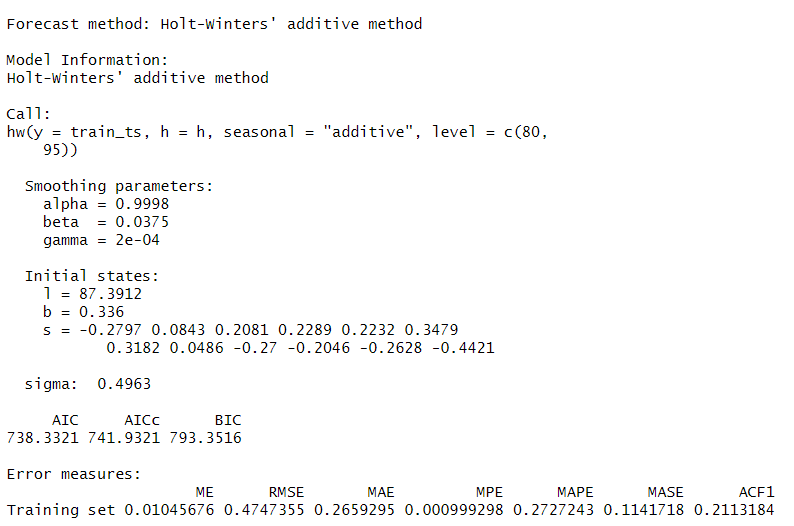 Forecast method: Holt-Winters' additive method
Model Information:
Holt-Winters' additive method
Call:
hw(y = train_ts, h = h, seasonal = "additive", level = c(80,
95))
Smoothing parameters:
alpha = 0.9998
beta  = 0.0375
gamma = 2e-04
Initial states:
l = 87.3912
b = 0.336
s = -0.2797 0.0843 0.2081 0.2289 0.2232 0.3479
0.3182 0.0486 -0.27 -0.2046 -0.2628 -0.4421
sigma:  0.4963
AIC     AICc      BIC
738.3321 741.9321 793.3516
Error measures:
ME      RMSE       MAE         MPE      MAPE      MASE      ACF1
Training set 0.01045676 0.4747355 0.2659295 0.000999298 0.2727243 0.1141718 0.2113184